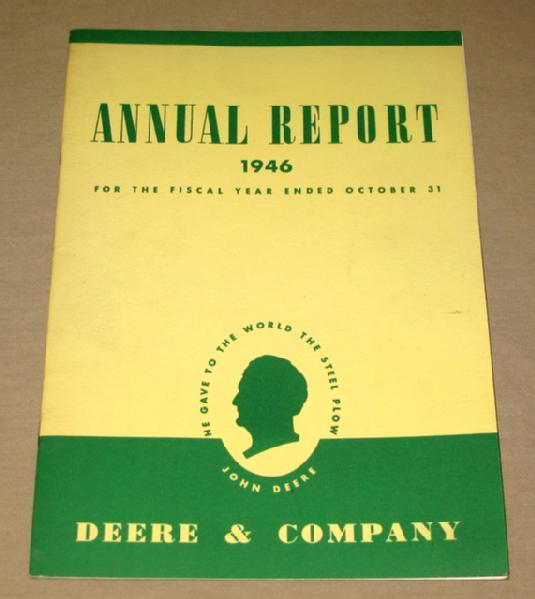 ANNUAL REPORT
1946
FOR THE FISCAL YEAR ENDED OCTOBER 31
HE GAVE TO THE WORLD THE STEEL PLOW
JOHN DEERE
DEERE & COMPANY